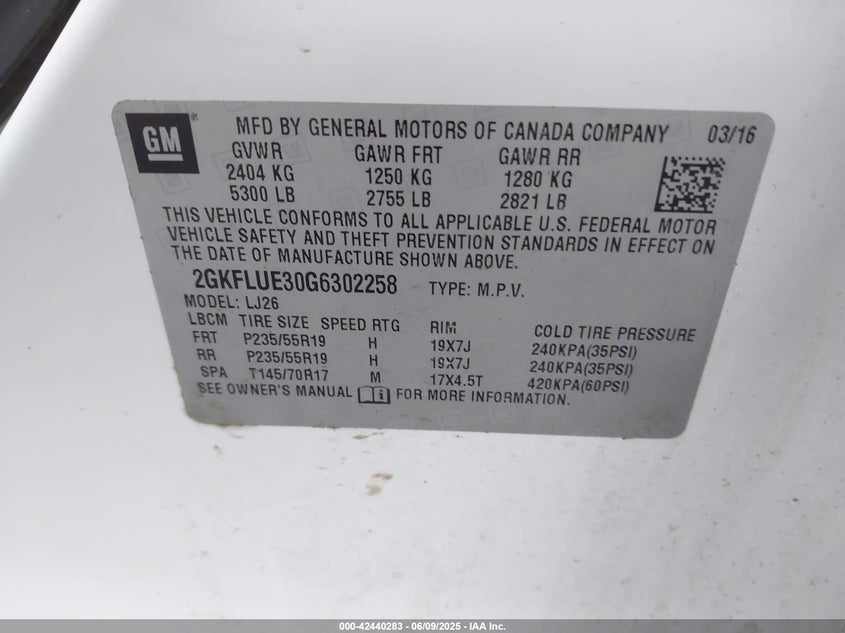 GM ® MFD BY GENERAL MOTORS OF CANADA COMPANY 03/16
GVWR GAWR FRT GAWR RR
2404 KG 1250 KG 1280 KG
5300 LB 2755 LB 2821 LB
THIS VEHICLE CONFORMS TO ALL APPLICABLE U.S. FEDERAL MOTOR
VEHICLE SAFETY AND THEFT PREVENTION STANDARDS IN EFFECT ON
THE DATE OF MANUFACTURE SHOWN ABOVE.
2GKFLUE30G6302258 TYPE: M.P.V.
MODEL: LJ26
LBCM TIRE SIZE SPEED RTG RIM COLD TIRE PRESSURE
FRT P235/55R19 H 19X7J 240KPA(35PSI)
RR P235/55R19 H 19X7J 240KPA(35PSI)
SPA T145/70R17 M 17X4.5T 420KPA(60PSI)
SEE OWNER'S MANUAL FOR MORE INFORMATION.
000-42440283 - 06/09/2025 - IAA Inc.